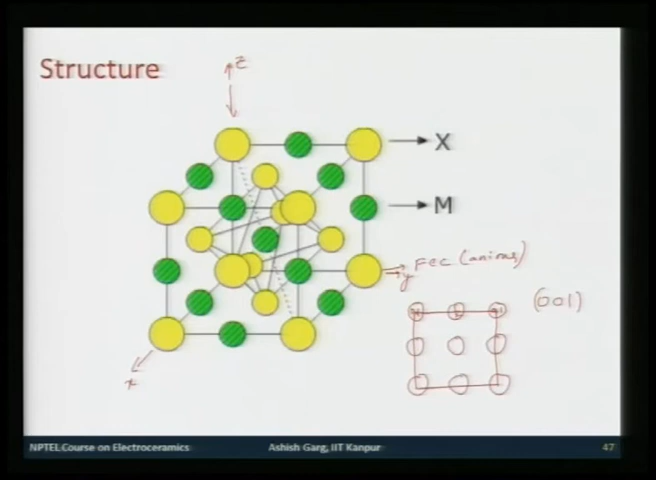 Structure
z
X
M
FCC (anions)
y
(001)
x
NPTEL Course on Electroceramics
Ashish Garg, IIT Kanpur
47